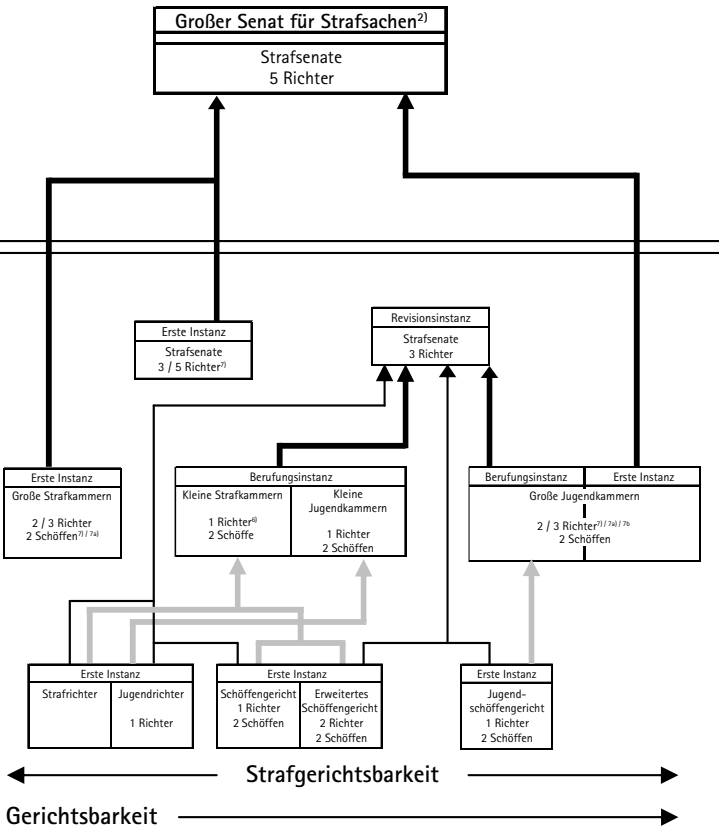 Großer Senat für Strafsachen2)
Strafsenate
5 Richter
Erste Instanz
Strafsenate
3 / 5 Richter7)
Revisionsinstanz
Strafsenate
3 Richter
Erste Instanz
Große Strafkammern
2 / 3 Richter
2 Schöffen7) / 7a)
Berufungsinstanz
Kleine Strafkammern
1 Richter6)
2 Schöffe
Kleine
Jugendkammern
1 Richter
2 Schöffen
Berufungsinstanz
Erste Instanz
Große Jugendkammern
2 / 3 Richter7) / 7a) / 7b
2 Schöffen
Erste Instanz
Strafrichter
Jugendrichter
1 Richter
Erste Instanz
Schöffengericht
1 Richter
2 Schöffen
Erweitertes
Schöffengericht
2 Richter
2 Schöffen
Erste Instanz
Jugend-
schöffengericht
1 Richter
2 Schöffen
Strafgerichtsbarkeit
Gerichtsbarkeit